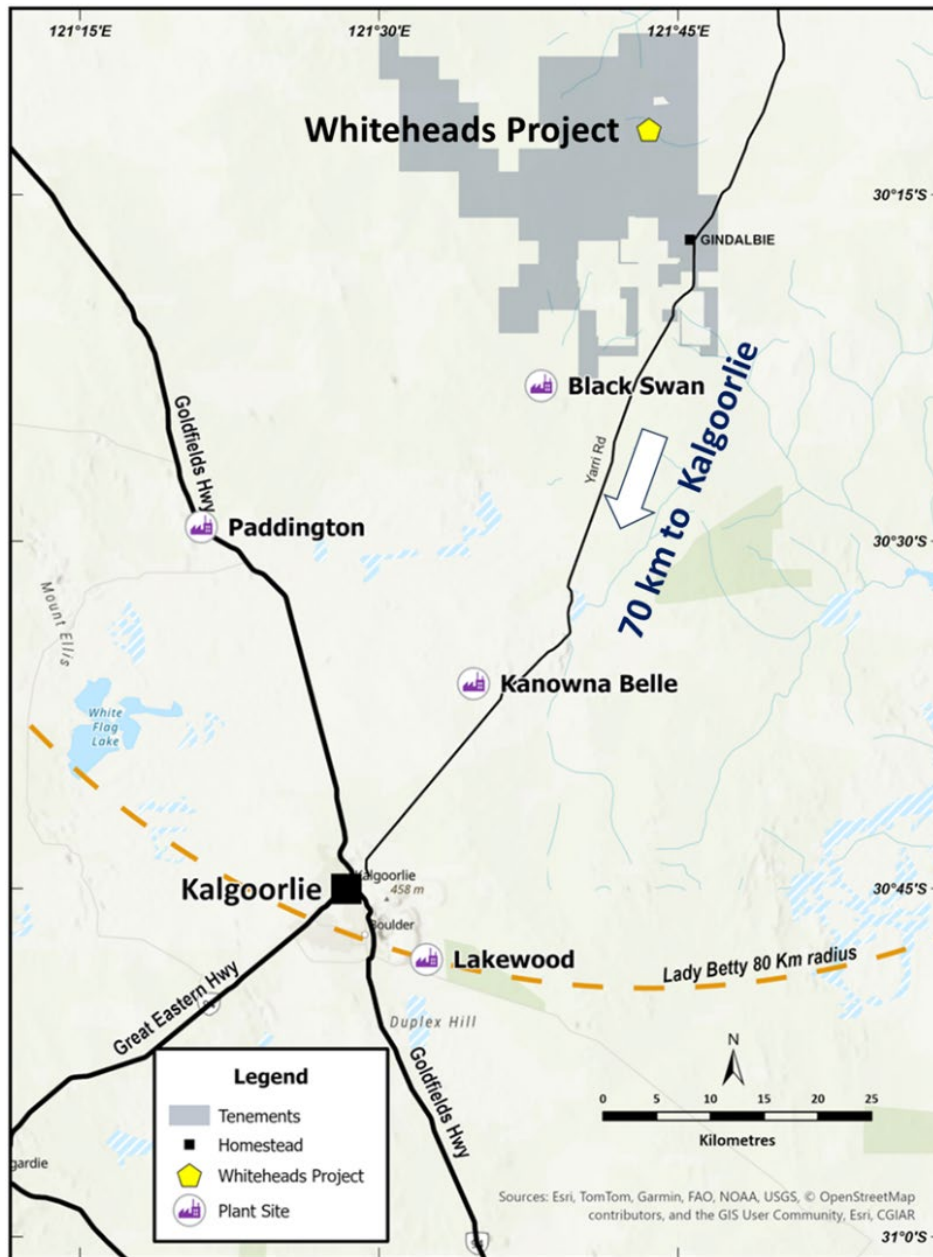 121°15'E
121°30'E
121°45'E
Whiteheads Project
30°15'S
GINDALBIE
Black Swan
Goldfields Hwy
Yarri Rd
70 km to Kalgoorlie
Paddington
30°30'S
Mount Ellis
Kanowna Belle
White
Flag
Lake
Kalgoorlie
Kalgoorlie
458 m
30°45'S
Boulder
Lakewood
Lady Betty 80 Km radius
Great Eastern Hwy
Duplex Hill
Goldfields Hwy
N
Legend
Tenements
Homestead
Whiteheads Project
Plant Site
0 5 10 15 20 25
Kilometres
gardie
94
Sources: Esri, TomTom, Garmin, FAO, NOAA, USGS, © OpenStreetMap
contributors, and the GIS User Community, Esri, CGIAR
31°0'S